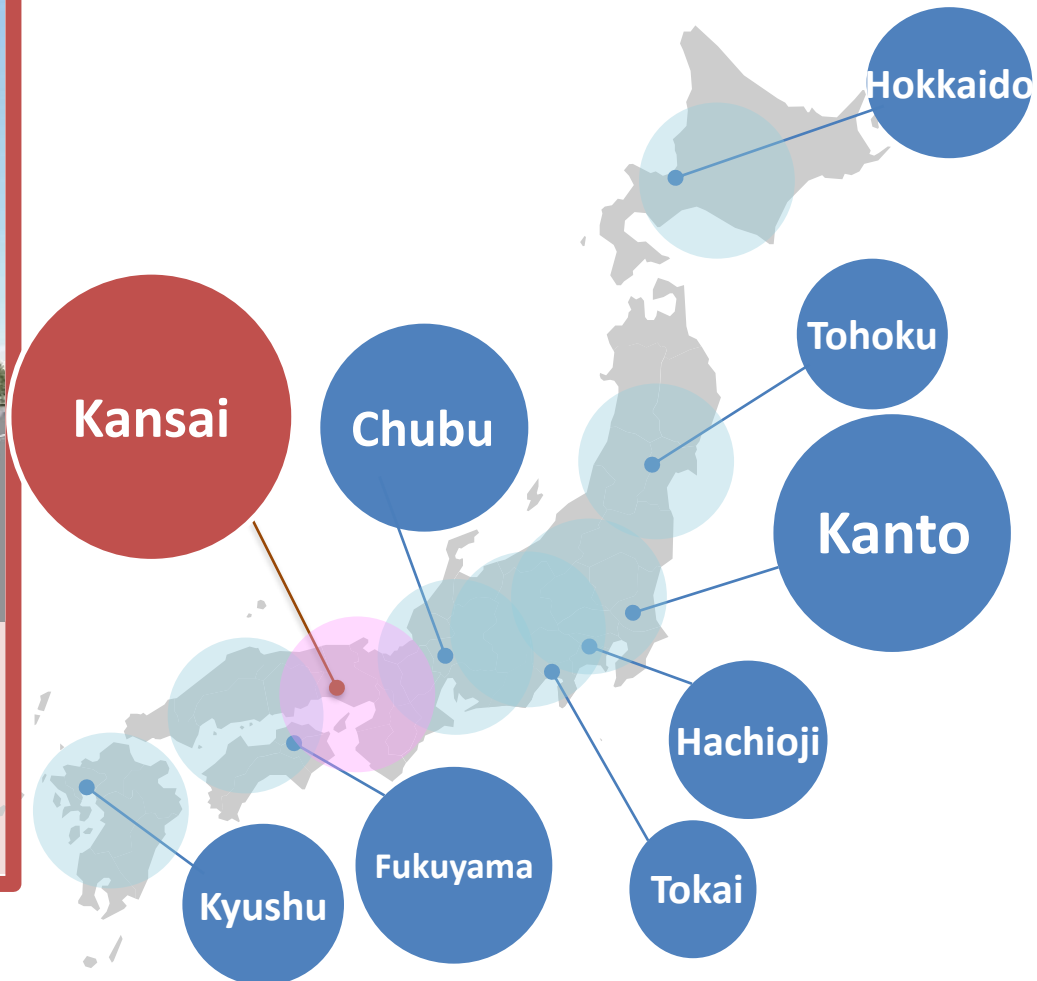 Hokkaido
Tohoku
Kansai
Chubu
Kanto
Hachioji
Fukuyama
Tokai
Kyushu